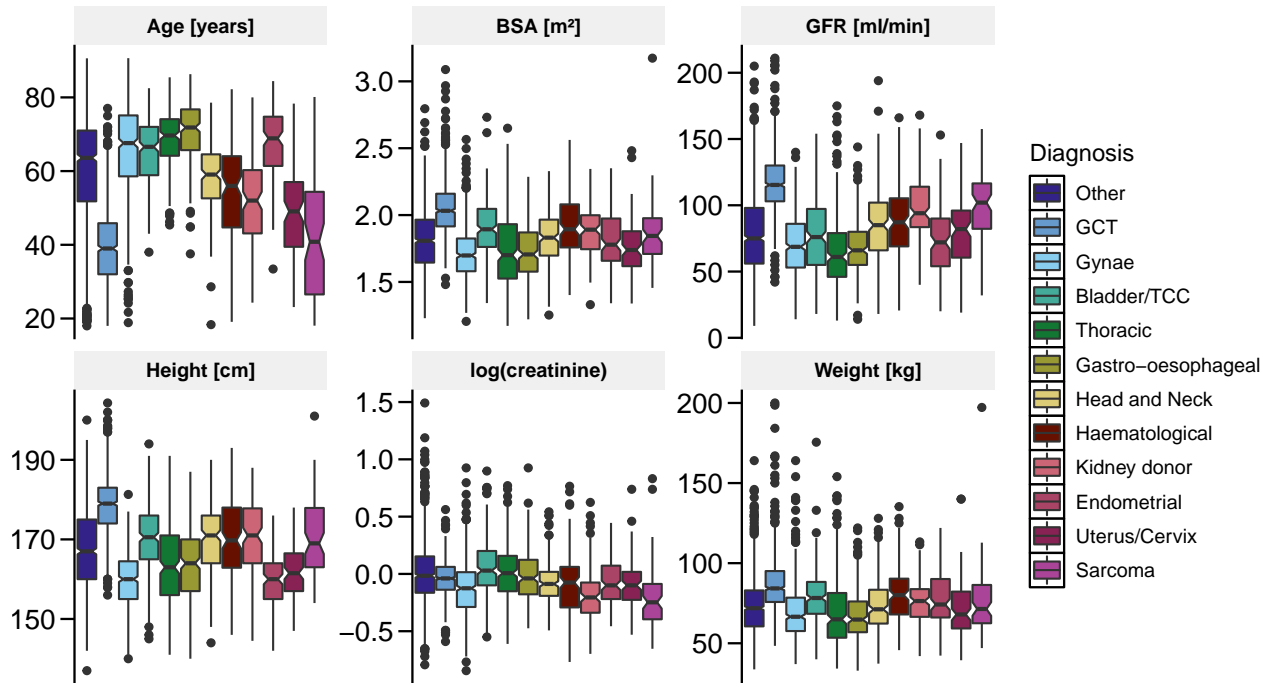 Age [years]
BSA [m²]
GFR [ml/min]
80
60
40
20
3.0
2.5
2.0
1.5
200
150
100
50
0
Height [cm]
log(creatinine)
Weight [kg]
190
170
150
1.5
1.0
0.5
0.0
−0.5
200
150
100
50
Diagnosis
Other
GCT
Gynae
Bladder/TCC
Thoracic
Gastro−oesophageal
Head and Neck
Haematological
Kidney donor
Endometrial
Uterus/Cervix
Sarcoma